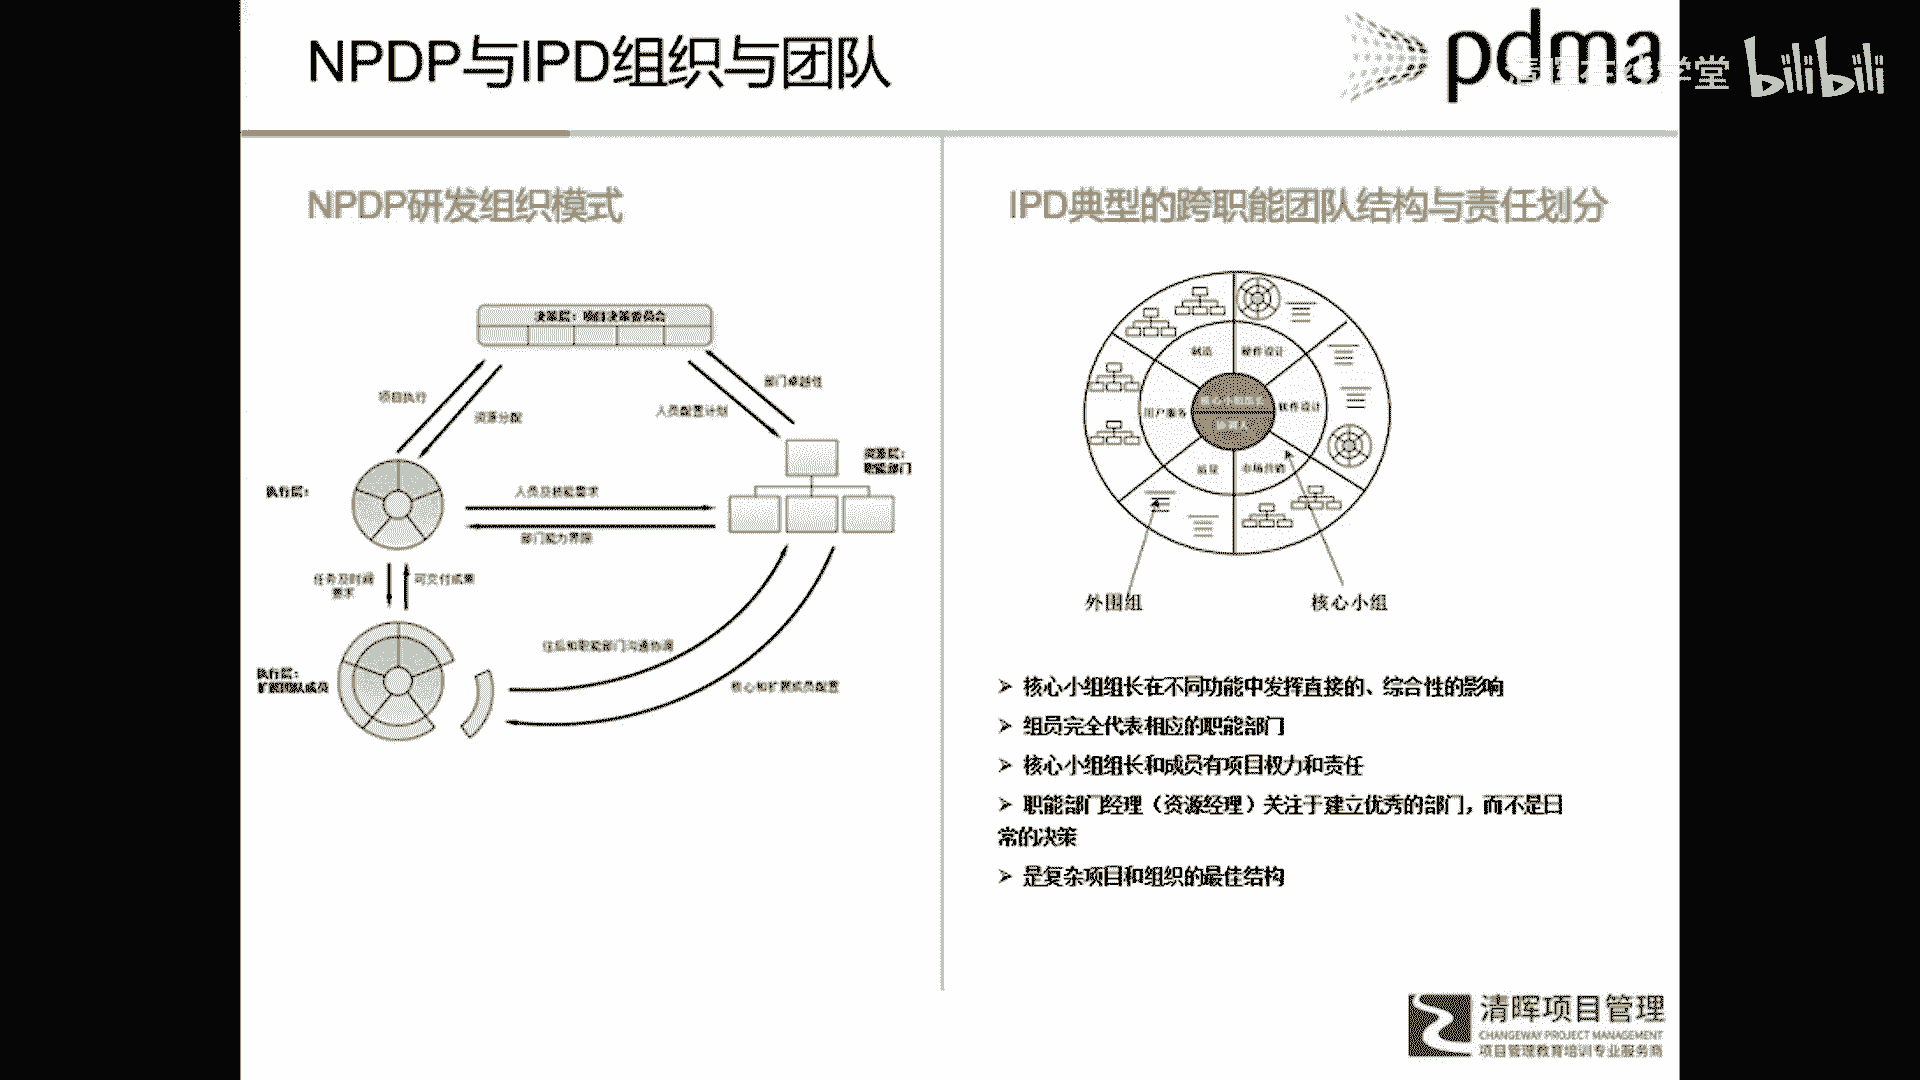 NPDP与IPD组织与团队
pdma
清晖在线学堂 bilibili
NPDP研发组织模式
决策层：项目决策委员会
项目执行
资源分配
人员配置计划
部门卓越性
资源层：
职能部门
执行层：
人员及技能要求
部门能力界限
任务及时间
要求
可交付成果
执行层：
扩展团队成员
往后和职能部门沟通协调
核心和扩展成员配置
IPD典型的跨职能团队结构与责任划分
制造
硬件设计
用户服务
核心小组组长
协调人
软件设计
质量
市场营销
外围组
核心小组
➢ 核心小组组长在不同功能中发挥直接的、综合性的影响
➢ 组员完全代表相应的职能部门
➢ 核心小组组长和成员有项目权力和责任
➢ 职能部门经理（资源经理）关注于建立优秀的部门，而不是日
常的决策
➢ 是复杂项目和组织的最佳结构
清晖项目管理
CHANGEWAY PROJECT MANAGEMENT
项目管理教育培训专业服务商